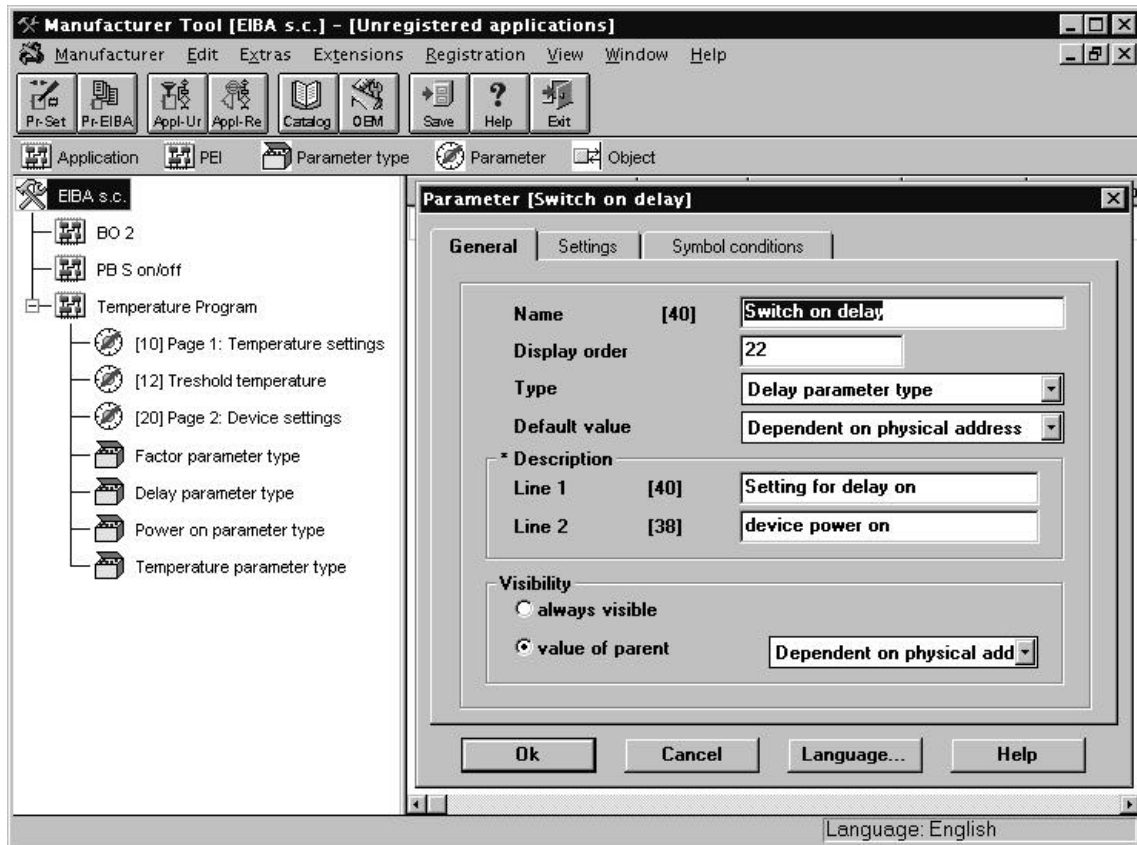 Manufacturer Tool [EIBA s.c.] - [Unregistered applications]
Manufacturer Edit Extras Extensions Registration View Window Help
Pr-Set Pr-EIBA Appl-Ur Appl-Re Catalog OEM Save Help Exit
Application PEI Parameter type Parameter Object
EIBA s.c.
BO 2
PB S on/off
Temperature Program
[10] Page 1: Temperature settings
[12] Treshold temperature
[20] Page 2: Device settings
Factor parameter type
Delay parameter type
Power on parameter type
Temperature parameter type
Parameter [Switch on delay]
General Settings Symbol conditions
Name [40] Switch on delay
Display order 22
Type Delay parameter type
Default value Dependent on physical address
* Description
Line 1 [40] Setting for delay on
Line 2 [38] device power on
Visibility
always visible
value of parent Dependent on physical add
Ok Cancel Language... Help
Language: English